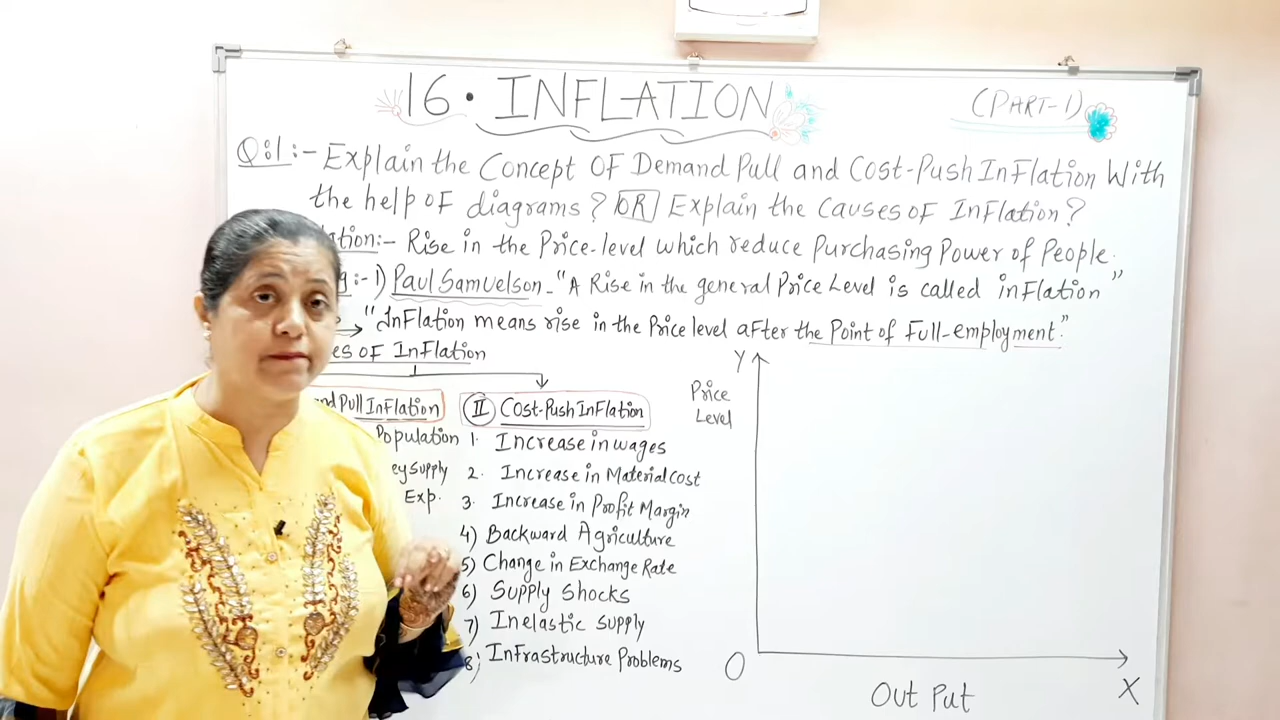 16. INFLATION
(PART-1)
Q:1:- Explain the Concept OF Demand Pull and Cost-Push Inflation With
the help OF diagrams? OR Explain the Causes of Inflation?
lation:- Rise in the Price-level which reduce Purchasing Power of People.
g:- 1) Paul Samuelson - "A Rise in the general Price Level is called inflation"
"Inflation means rise in the Price level after the Point of Full-employment."
es OF Inflation
nd Pull Inflation
Population
ey Supply
Exp.
II Cost-Push Inflation
1. Increase in wages
2. Increase in Material Cost
3. Increase in Profit Margin
4) Backward Agriculture
5) Change in Exchange Rate
6) Supply Shocks
7) Inelastic Supply
8) Infrastructure Problems
Y
Price
Level
O
X
Out Put